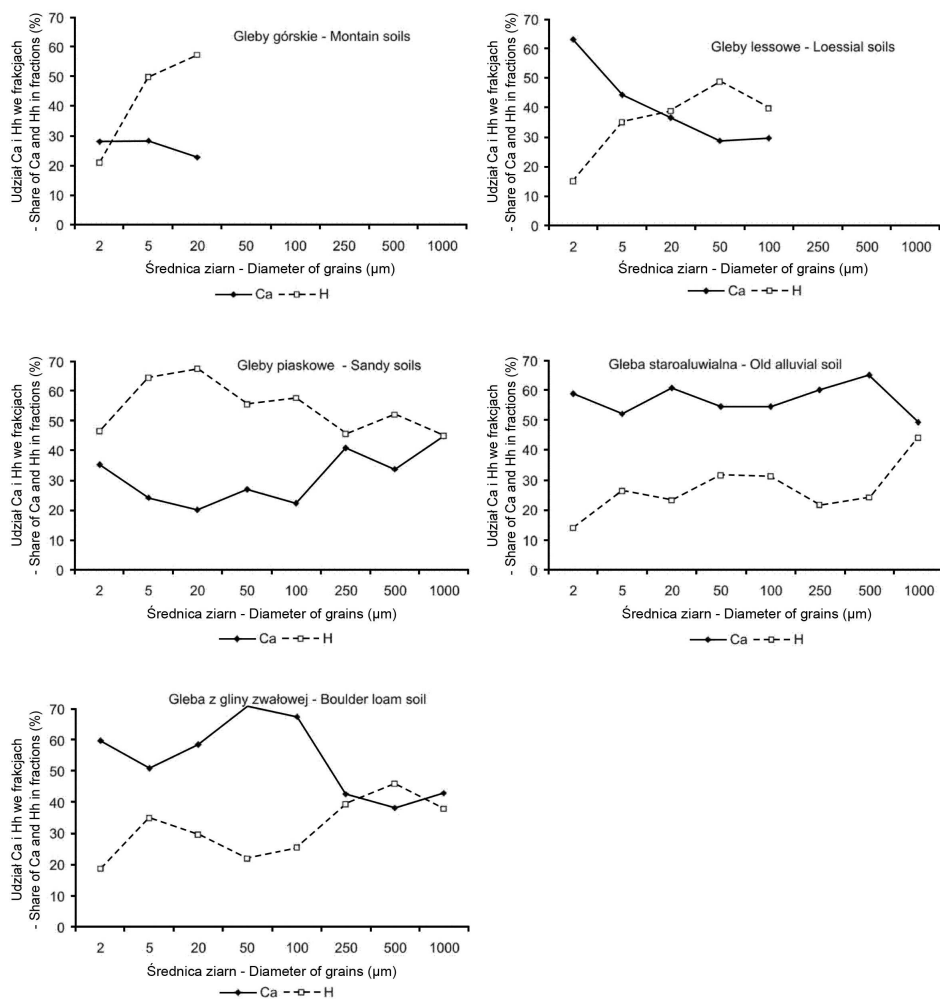 Gleby górskie - Montain soils
Udział Ca i Hh we frakcjach
- Share of Ca and Hh in fractions (%)
70
60
50
40
30
20
10
0
2 5 20 50 100 250 500 1000
Średnica ziarn - Diameter of grains (µm)
Ca H
Gleby lessowe - Loessial soils
Udział Ca i Hh we frakcjach
- Share of Ca and Hh in fractions (%)
70
60
50
40
30
20
10
0
2 5 20 50 100 250 500 1000
Średnica ziarn - Diameter of grains (µm)
Ca H
Gleby piaskowe - Sandy soils
Udział Ca i Hh we frakcjach
- Share of Ca and Hh in fractions (%)
70
60
50
40
30
20
10
0
2 5 20 50 100 250 500 1000
Średnica ziarn - Diameter of grains (µm)
Ca H
Gleba staroaluwialna - Old alluvial soil
Udział Ca i Hh we frakcjach
- Share of Ca and Hh in fractions (%)
70
60
50
40
30
20
10
0
2 5 20 50 100 250 500 1000
Średnica ziarn - Diameter of grains (µm)
Ca H
Gleba z gliny zwałowej - Boulder loam soil
Udział Ca i Hh we frakcjach
- Share of Ca and Hh in fractions (%)
70
60
50
40
30
20
10
0
2 5 20 50 100 250 500 1000
Średnica ziarn - Diameter of grains (µm)
Ca H